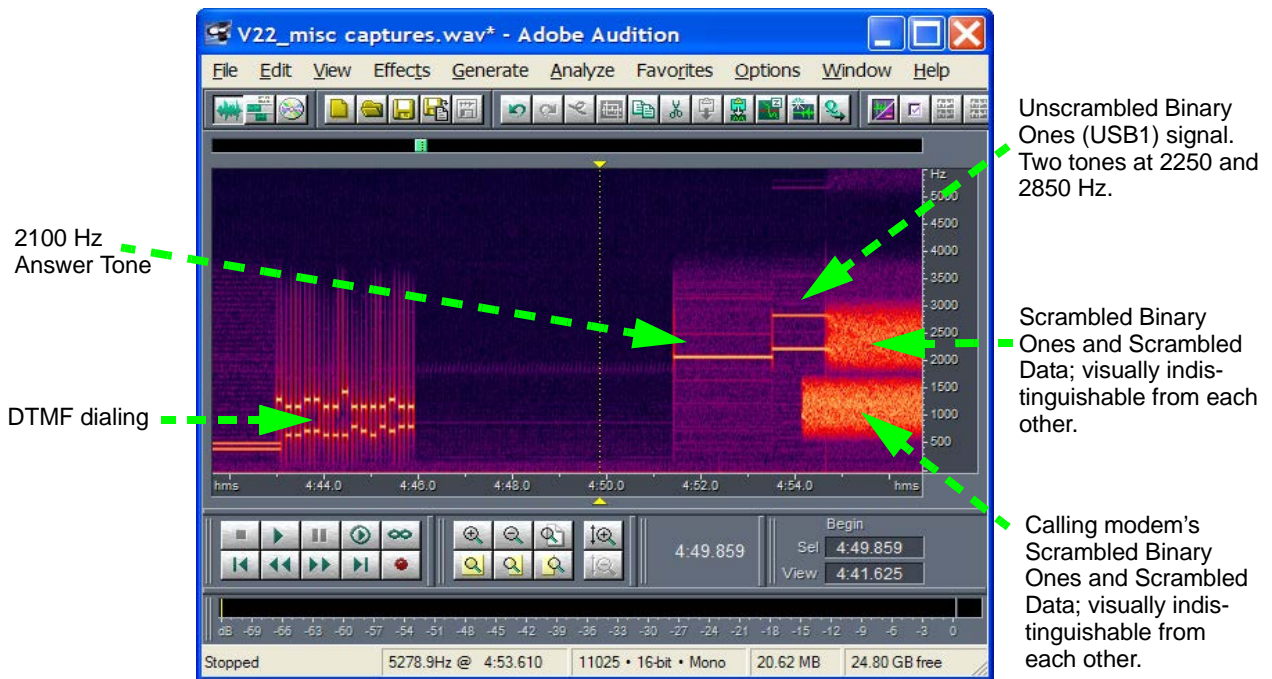 V22_misc captures.wav* - Adobe Audition
File Edit View Effects Generate Analyze Favorites Options Window Help
Unscrambled Binary
Ones (USB1) signal.
Two tones at 2250 and
2850 Hz.
2100 Hz
Answer Tone
DTMF dialing
Scrambled Binary
Ones and Scrambled
Data; visually indis-
tinguishable from each
other.
Calling modem's
Scrambled Binary
Ones and Scrambled
Data; visually indis-
tinguishable from
each other.
Hz
5000
4500
4000
3500
3000
2500
2000
1500
1000
500
hms 4:44.0 4:46.0 4:48.0 4:50.0 4:52.0 4:54.0 hms
4:49.859
Begin
Sel 4:49.859
View 4:41.625
dB -69 -66 -63 -60 -57 -54 -51 -48 -45 -42 -39 -36 -33 -30 -27 -24 -21 -18 -15 -12 -9 -6 -3 0
Stopped 5278.9Hz @ 4:53.610 11025 • 16-bit • Mono 20.62 MB 24.80 GB free